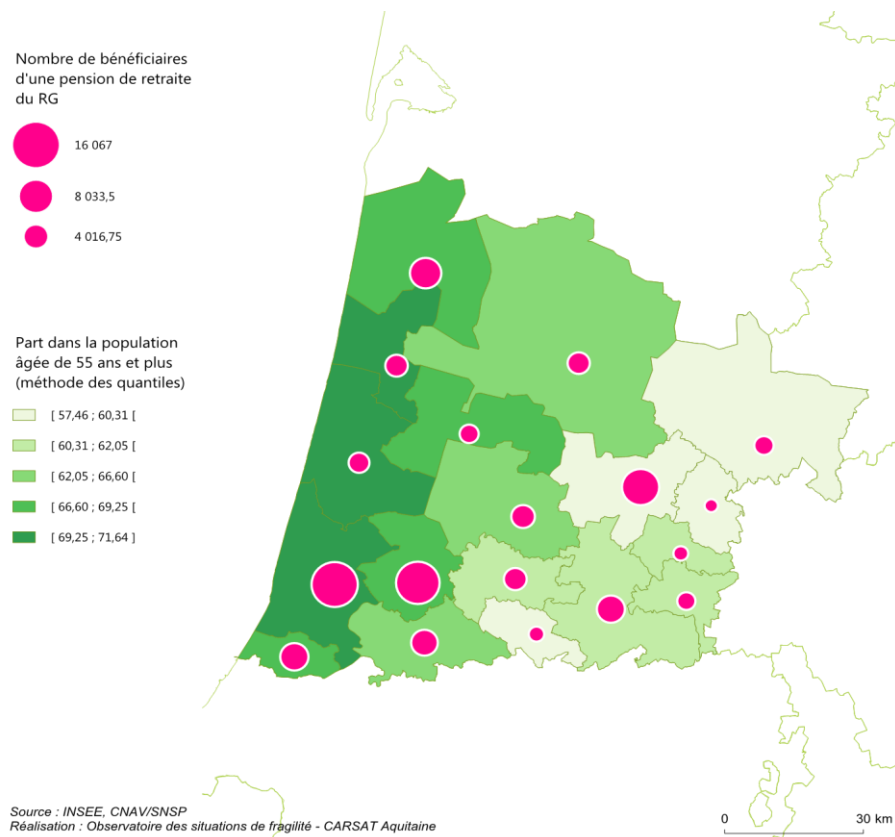 Nombre de bénéficiaires
d'une pension de retraite
du RG
16 067
8 033,5
4 016,75
Part dans la population
âgée de 55 ans et plus
(méthode des quantiles)
[ 57,46 ; 60,31 [
[ 60,31 ; 62,05 [
[ 62,05 ; 66,60 [
[ 66,60 ; 69,25 [
[ 69,25 ; 71,64 ]
Source : INSEE, CNAV/SNSP
Réalisation : Observatoire des situations de fragilité - CARSAT Aquitaine
0 30 km